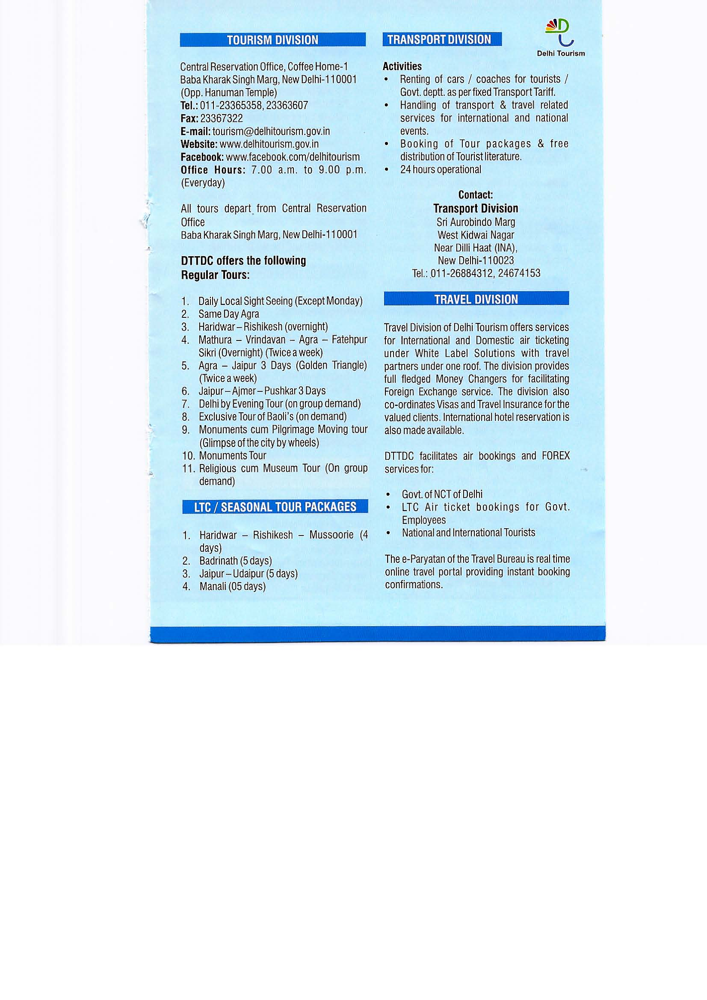 TOURISM DIVISION
Central Reservation Office, Coffee Home-1
Baba Kharak Singh Marg, New Delhi-110001
(Opp. Hanuman Temple)
Tel.: 011-23365358, 23363607
Fax: 23367322
E-mail: tourism@delhitourism.gov.in
Website: www.delhitourism.gov.in
Facebook: www.facebook.com/delhitourism
Office Hours: 7.00 a.m. to 9.00 p.m.
(Everyday)
All tours depart from Central Reservation
Office
Baba Kharak Singh Marg, New Delhi-110001
DTTDC offers the following
Regular Tours:
1. Daily Local Sight Seeing (Except Monday)
2. Same Day Agra
3. Haridwar – Rishikesh (overnight)
4. Mathura – Vrindavan – Agra – Fatehpur
Sikri (Overnight) (Twice a week)
5. Agra – Jaipur 3 Days (Golden Triangle)
(Twice a week)
6. Jaipur – Ajmer – Pushkar 3 Days
7. Delhi by Evening Tour (on group demand)
8. Exclusive Tour of Baoli's (on demand)
9. Monuments cum Pilgrimage Moving tour
(Glimpse of the city by wheels)
10. Monuments Tour
11. Religious cum Museum Tour (On group
demand)
LTC / SEASONAL TOUR PACKAGES
1. Haridwar – Rishikesh – Mussoorie (4
days)
2. Badrinath (5 days)
3. Jaipur – Udaipur (5 days)
4. Manali (05 days)
Delhi Tourism
TRANSPORT DIVISION
Activities
• Renting of cars / coaches for tourists /
Govt. deptt. as per fixed Transport Tariff.
• Handling of transport & travel related
services for international and national
events.
• Booking of Tour packages & free
distribution of Tourist literature.
• 24 hours operational
Contact:
Transport Division
Sri Aurobindo Marg
West Kidwai Nagar
Near Dilli Haat (INA),
New Delhi-110023
Tel.: 011-26884312, 24674153
TRAVEL DIVISION
Travel Division of Delhi Tourism offers services
for International and Domestic air ticketing
under White Label Solutions with travel
partners under one roof. The division provides
full fledged Money Changers for facilitating
Foreign Exchange service. The division also
co-ordinates Visas and Travel Insurance for the
valued clients. International hotel reservation is
also made available.
DTTDC facilitates air bookings and FOREX
services for:
• Govt. of NCT of Delhi
• LTC Air ticket bookings for Govt.
Employees
• National and International Tourists
The e-Paryatan of the Travel Bureau is real time
online travel portal providing instant booking
confirmations.